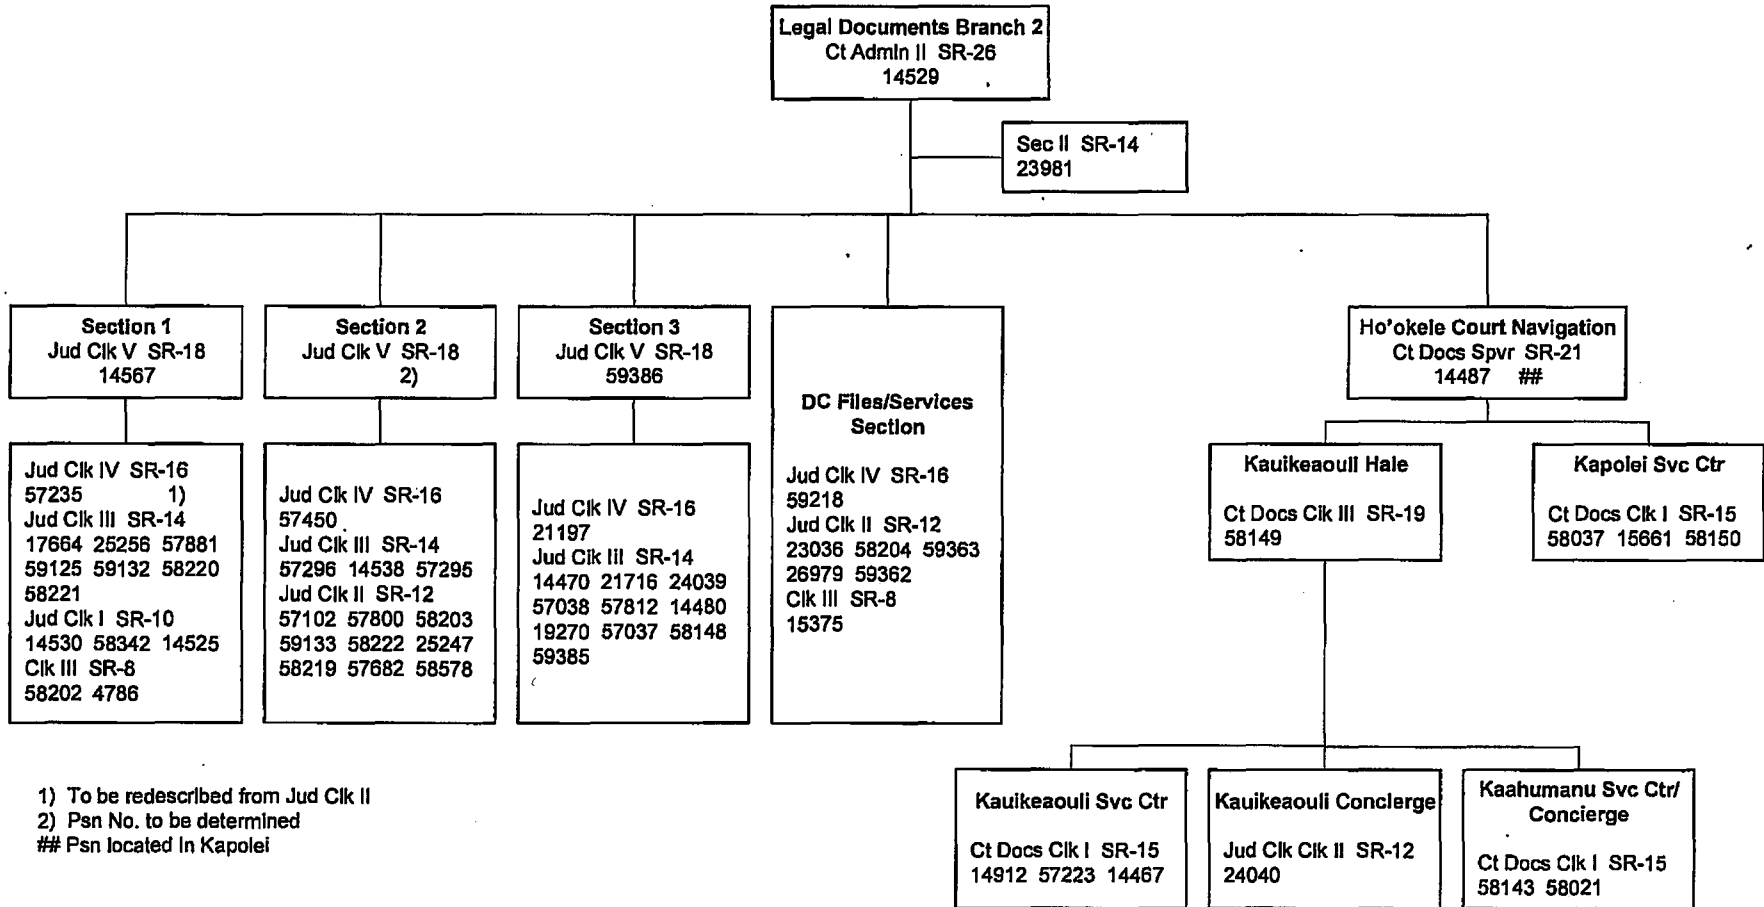 Legal Documents Branch 2
Ct Admin II SR-26
14529
Sec II SR-14
23981
Section 1
Jud Clk V SR-18
14567
Section 2
Jud Clk V SR-18
2)
Section 3
Jud Clk V SR-18
59386
DC Files/Services
Section
Jud Clk IV SR-16
59218
Jud Clk II SR-12
23036 58204 59363
26979 59362
Clk III SR-8
15375
Ho'okele Court Navigation
Ct Docs Spvr SR-21
14487 ##
Jud Clk IV SR-16
57235 1)
Jud Clk III SR-14
17664 25256 57881
59125 59132 58220
58221
Jud Clk I SR-10
14530 58342 14525
Clk III SR-8
58202 4786
Jud Clk IV SR-16
57450
Jud Clk III SR-14
57296 14538 57295
Jud Clk II SR-12
57102 57800 58203
59133 58222 25247
58219 57682 58578
Jud Clk IV SR-16
21197
Jud Clk III SR-14
14470 21716 24039
57038 57812 14480
19270 57037 58148
59385
Kauikeaouli Hale
Ct Docs Clk III SR-19
58149
Kapolei Svc Ctr
Ct Docs Clk I SR-15
58037 15661 58150
Kauikeaouli Svc Ctr
Ct Docs Clk I SR-15
14912 57223 14467
Kauikeaouli Concierge
Jud Clk Clk II SR-12
24040
Kaahumanu Svc Ctr/
Concierge
Ct Docs Clk I SR-15
58143 58021
1) To be redescribed from Jud Clk II
2) Psn No. to be determined
## Psn located in Kapolei